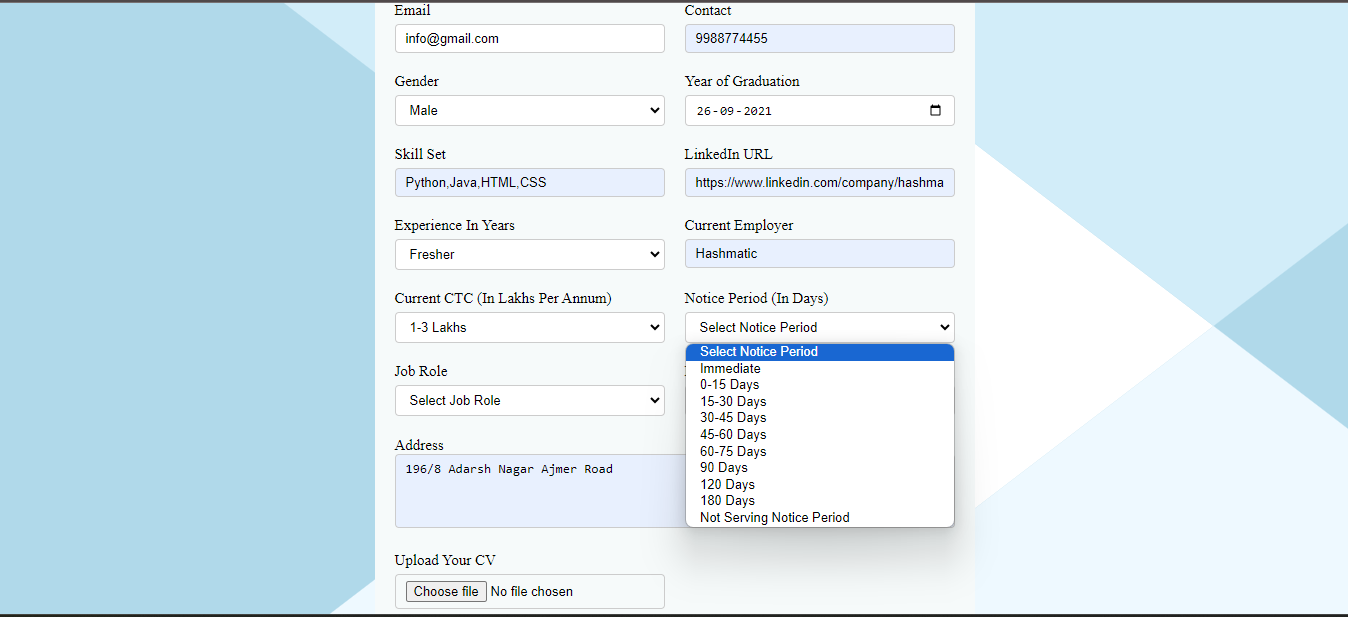 Email
Contact
info@gmail.com
9988774455
Gender
Year of Graduation
Male
26-09-2021
Skill Set
LinkedIn URL
Python,Java,HTML,CSS
https://www.linkedin.com/company/hashma
Experience In Years
Current Employer
Fresher
Hashmatic
Current CTC (In Lakhs Per Annum)
Notice Period (In Days)
1-3 Lakhs
Select Notice Period
Select Notice Period
Immediate
0-15 Days
15-30 Days
30-45 Days
45-60 Days
60-75 Days
90 Days
120 Days
180 Days
Not Serving Notice Period
Job Role
Select Job Role
Address
196/8 Adarsh Nagar Ajmer Road
Upload Your CV
Choose file No file chosen